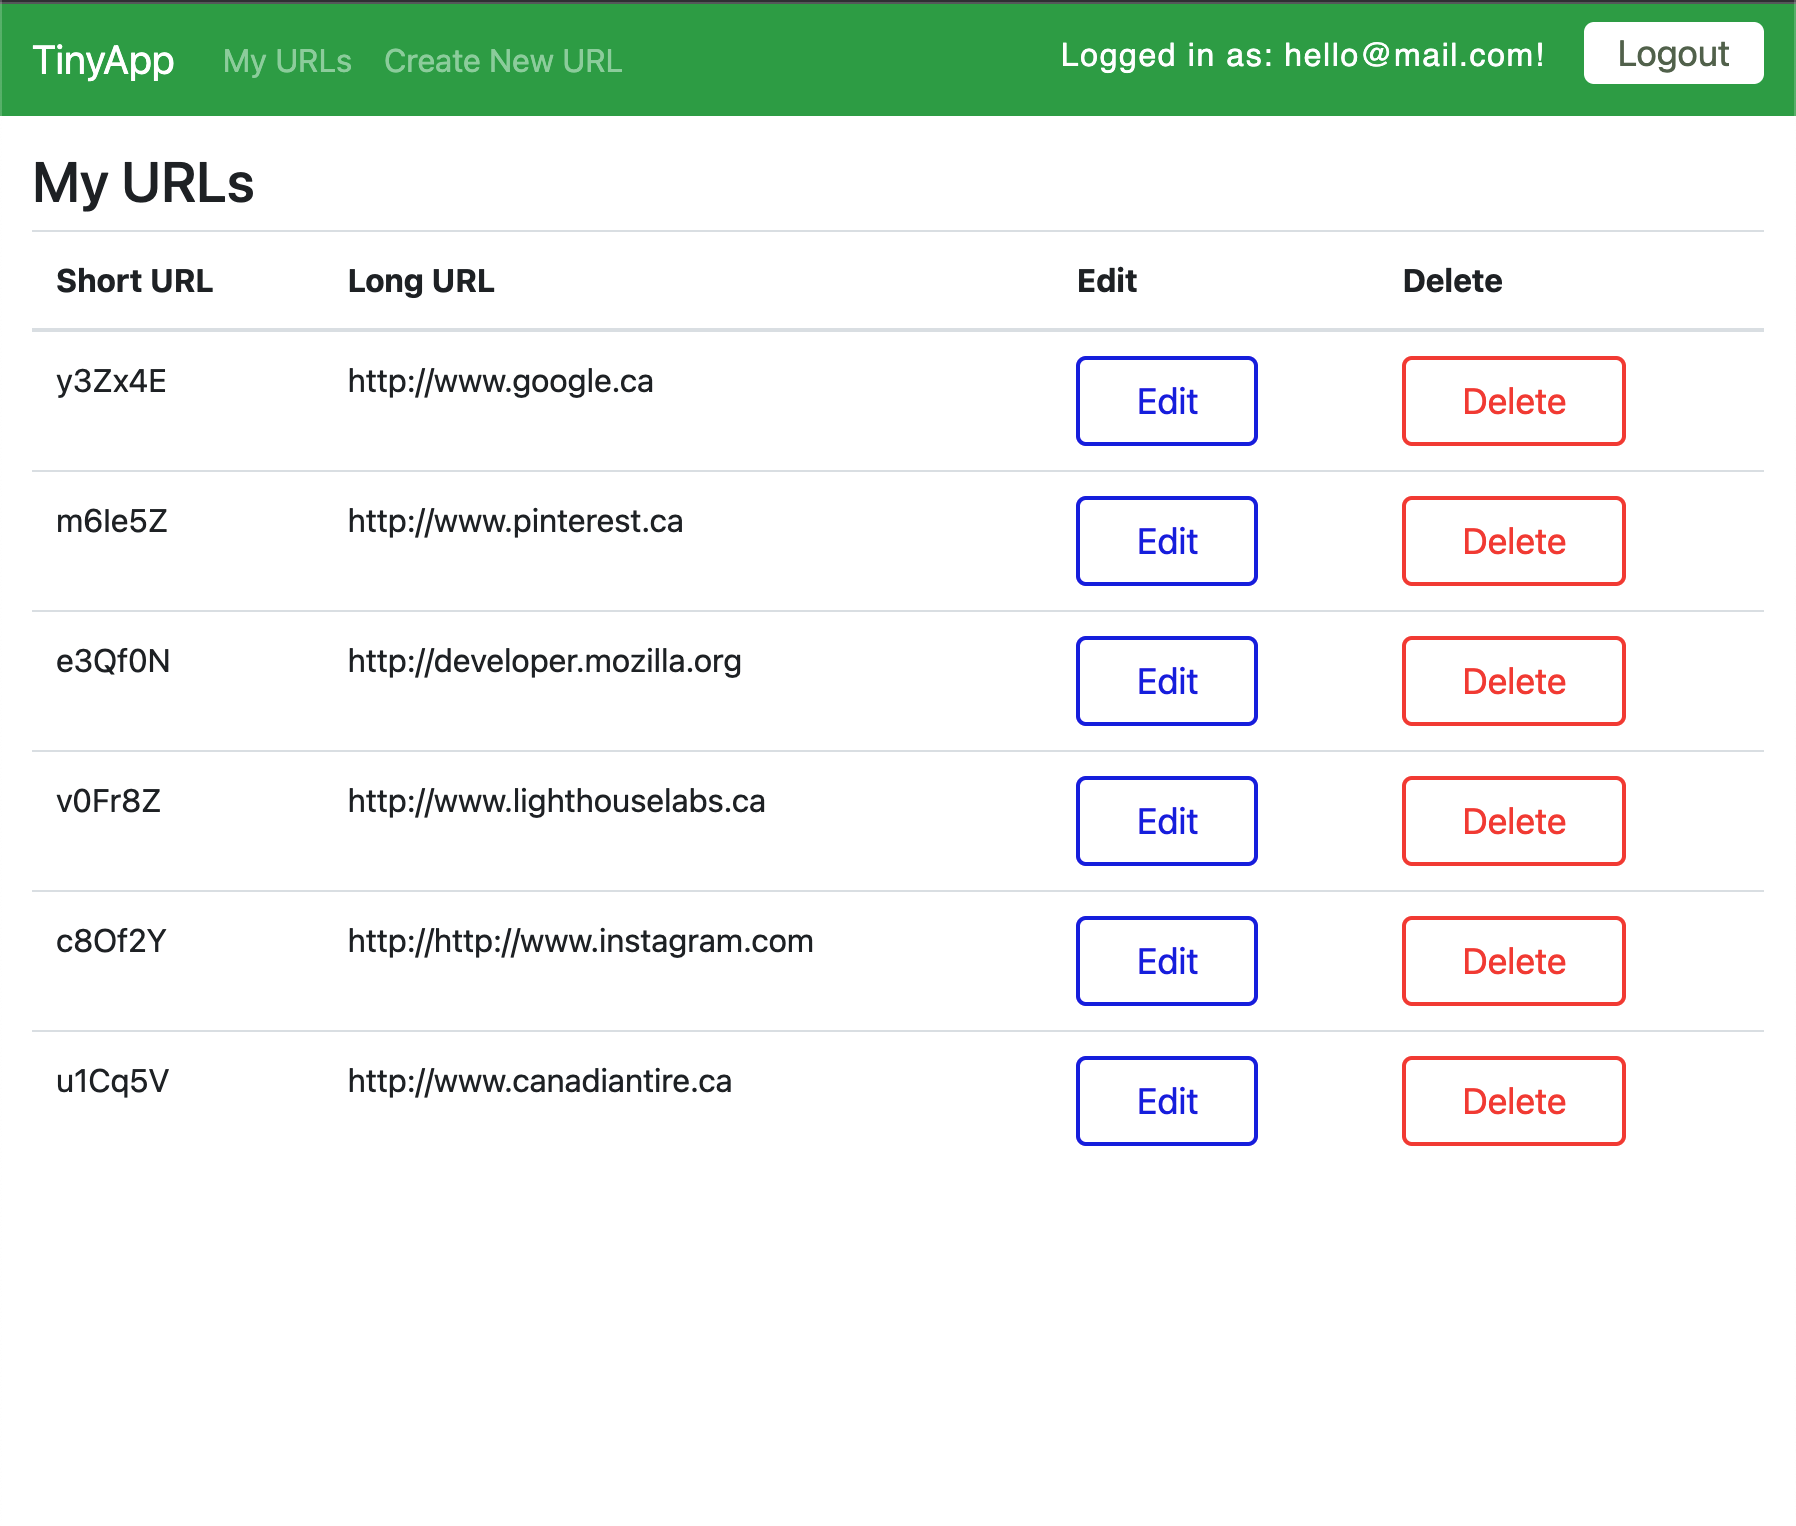 TinyApp My URLs Create New URL Logged in as: hello@mail.com! Logout
My URLs
Short URL Long URL Edit Delete
y3Zx4E http://www.google.ca Edit Delete
m6Ie5Z http://www.pinterest.ca Edit Delete
e3Qf0N http://developer.mozilla.org Edit Delete
v0Fr8Z http://www.lighthouselabs.ca Edit Delete
c8Of2Y http://http://www.instagram.com Edit Delete
u1Cq5V http://www.canadiantire.ca Edit Delete